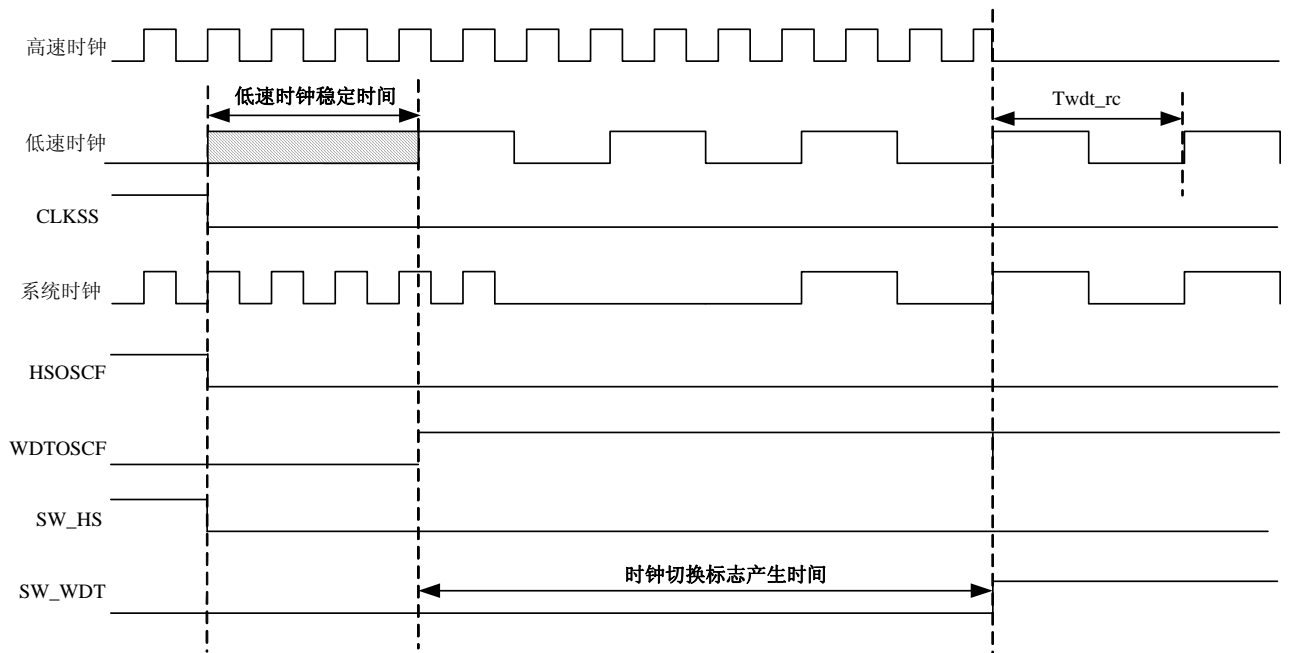 高速时钟
低速时钟稳定时间
Twdt_rc
低速时钟
CLKSS
系统时钟
HSOSCF
WDTOSCF
SW_HS
时钟切换标志产生时间
SW_WDT